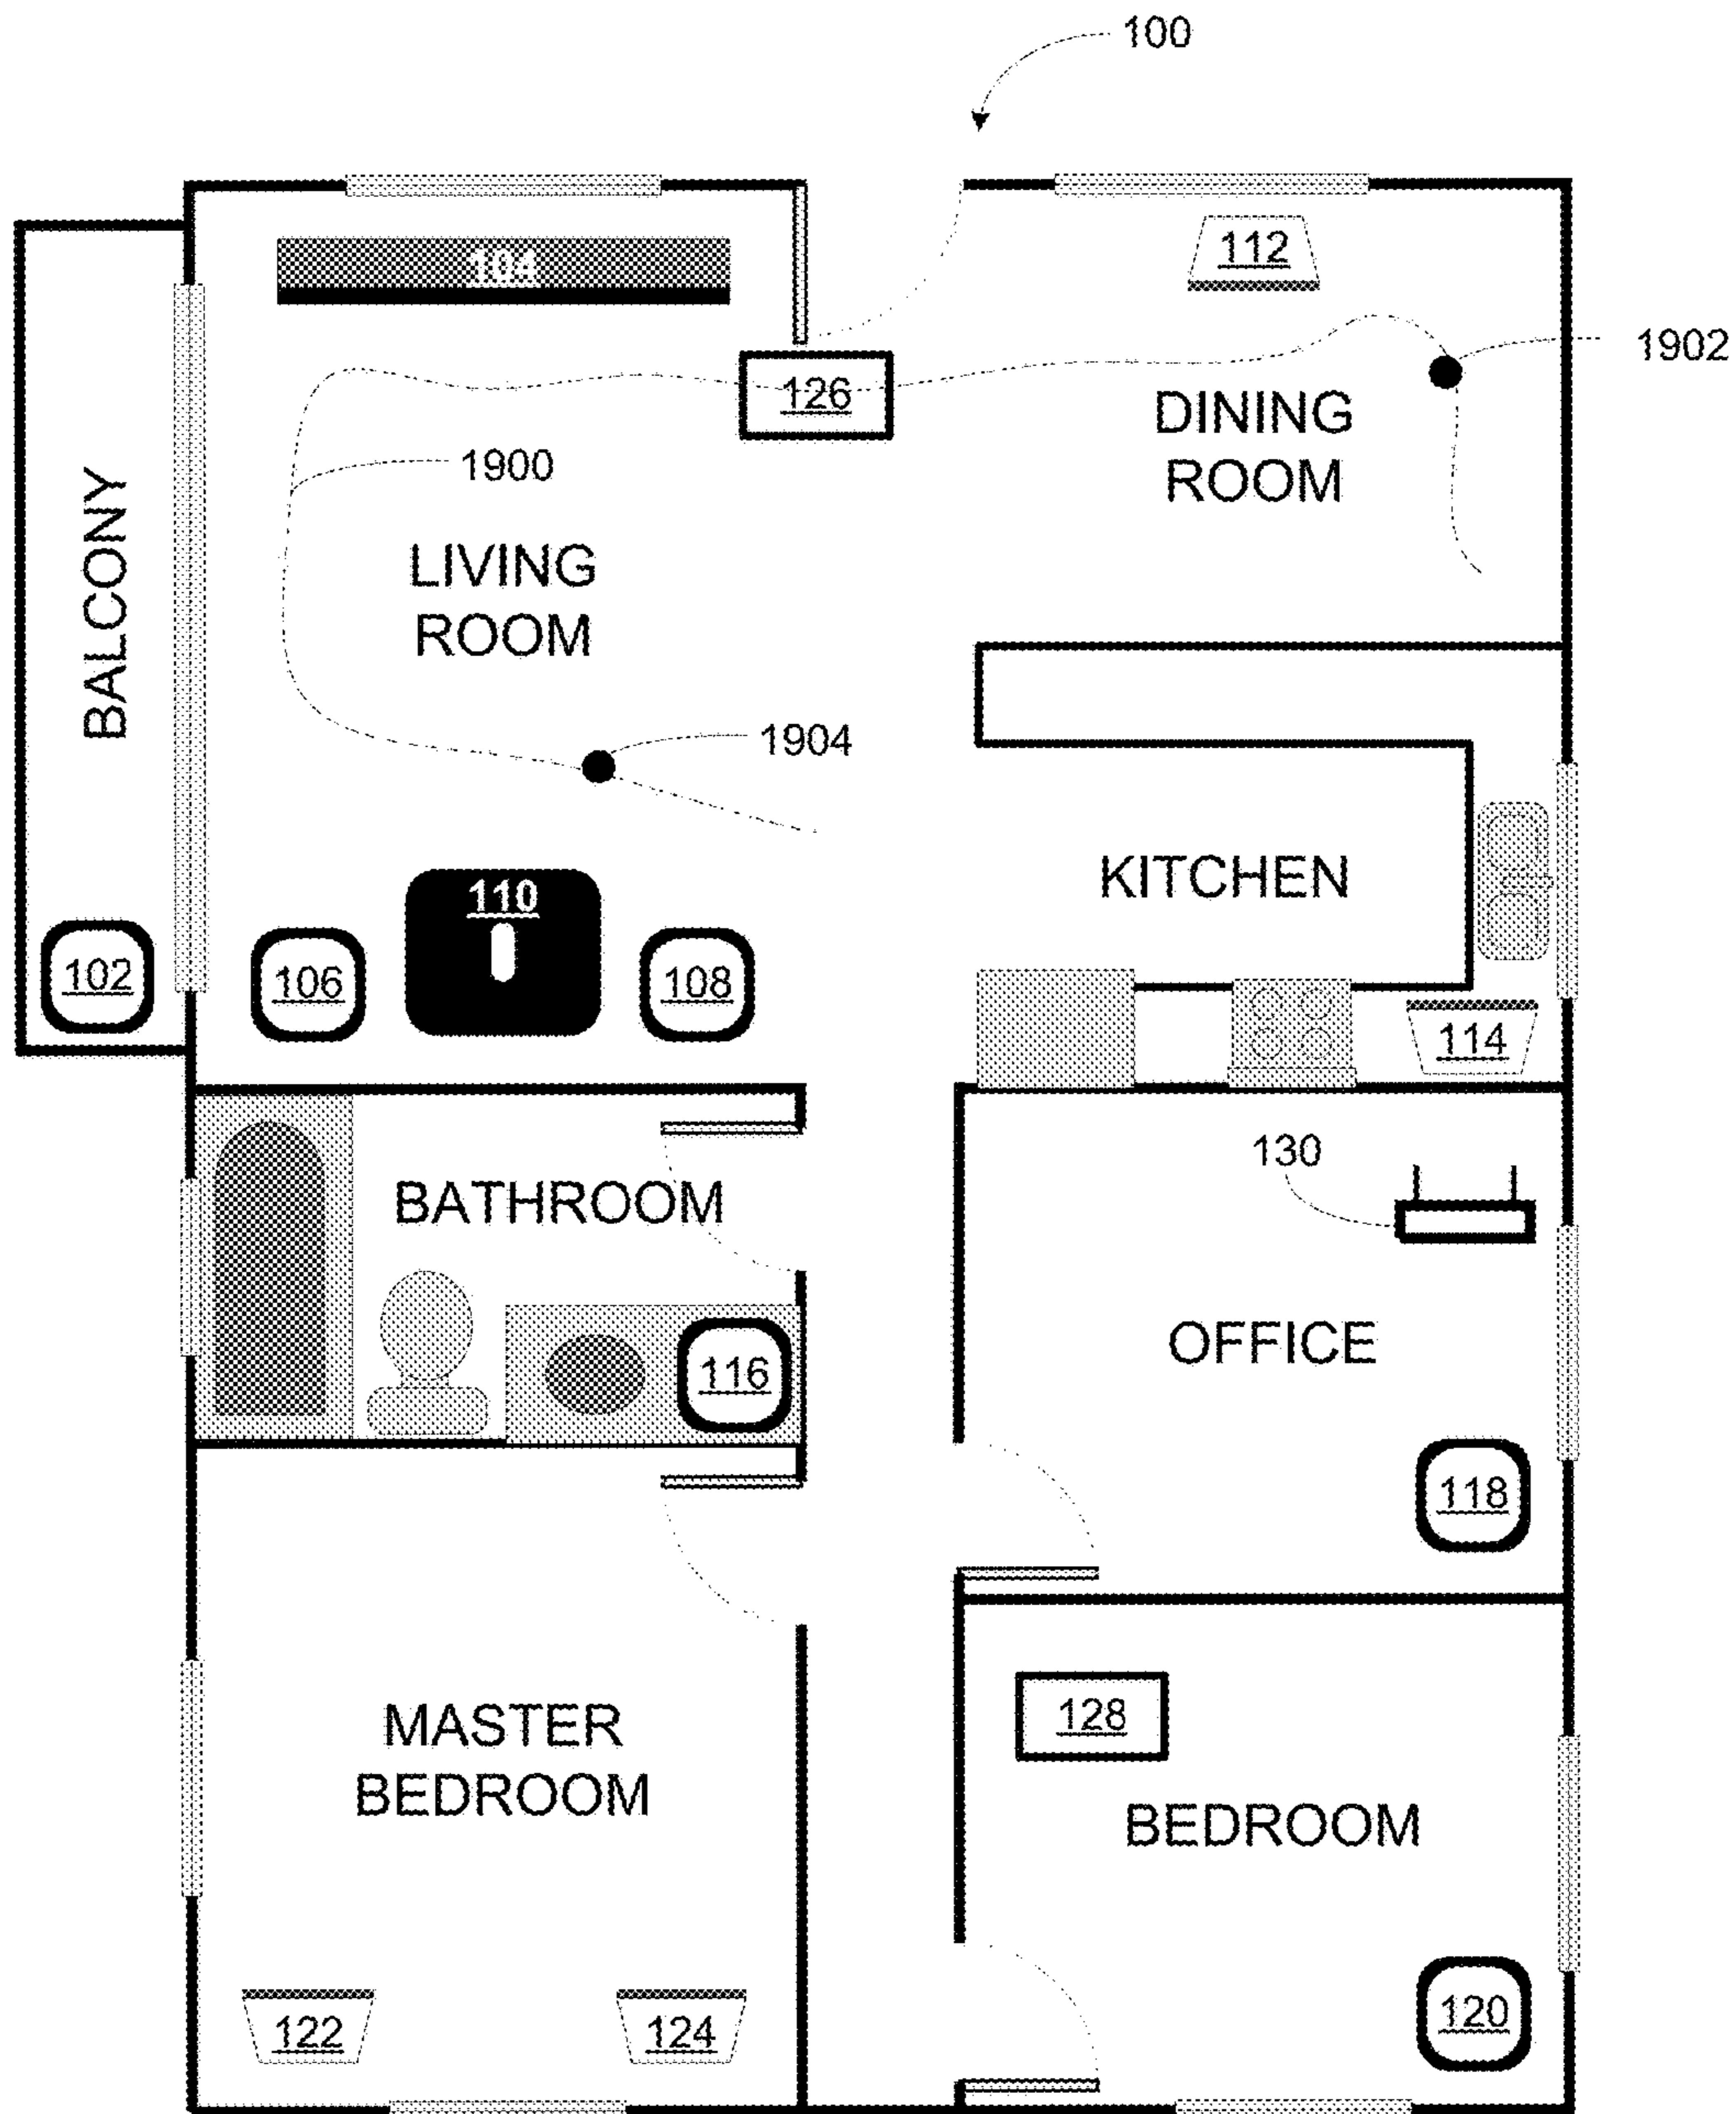 100
104
112
1902
126
DINING
ROOM
1900
BALCONY
LIVING
ROOM
1904
KITCHEN
110
102
106
108
114
130
BATHROOM
OFFICE
116
118
128
MASTER
BEDROOM
BEDROOM
122
124
120